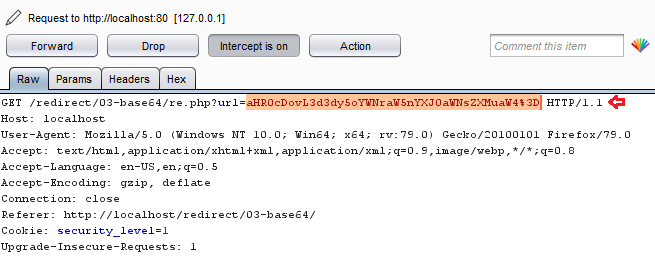 Request to http://localhost:80 [127.0.0.1]
Forward Drop Intercept is on Action Comment this item
Raw Params Headers Hex
GET /redirect/03-base64/re.php?url=aHR0cDovL3d3dy5oYWNraW5nYXJ0aWNsZXMuaW4%3D HTTP/1.1
Host: localhost
User-Agent: Mozilla/5.0 (Windows NT 10.0; Win64; x64; rv:79.0) Gecko/20100101 Firefox/79.0
Accept: text/html,application/xhtml+xml,application/xml;q=0.9,image/webp,*/*;q=0.8
Accept-Language: en-US,en;q=0.5
Accept-Encoding: gzip, deflate
Connection: close
Referer: http://localhost/redirect/03-base64/
Cookie: security_level=1
Upgrade-Insecure-Requests: 1